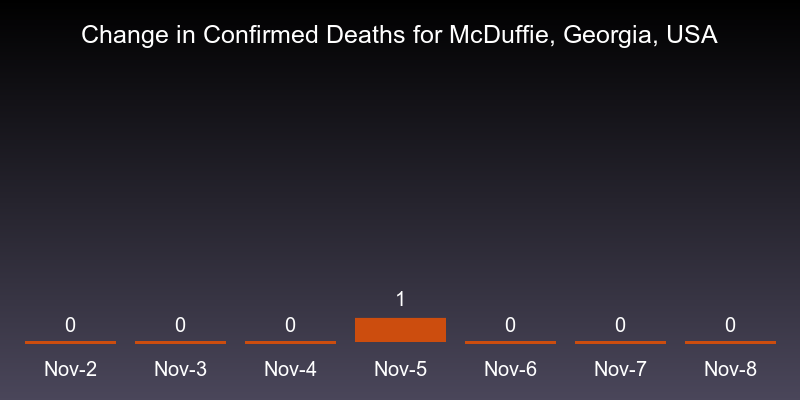 Change in Confirmed Deaths for McDuffie, Georgia, USA
1
0 0 0 0 0 0
Nov-2 Nov-3 Nov-4 Nov-5 Nov-6 Nov-7 Nov-8